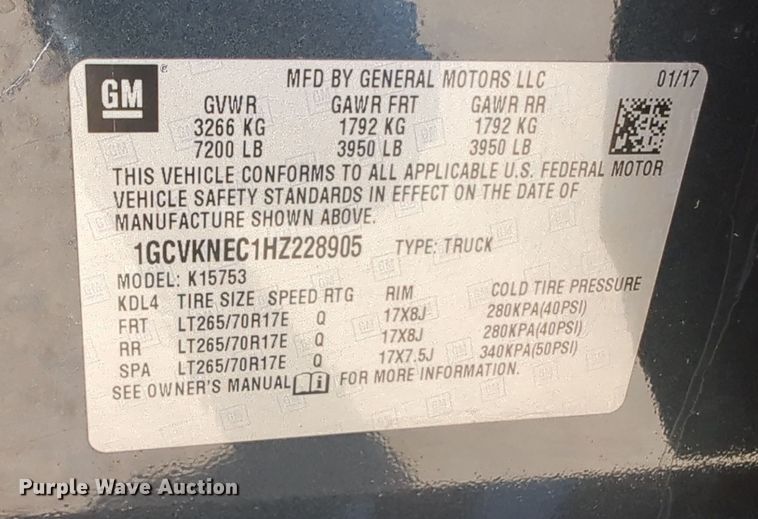 GM ®
MFD BY GENERAL MOTORS LLC 01/17
GVWR GAWR FRT GAWR RR
3266 KG 1792 KG 1792 KG
7200 LB 3950 LB 3950 LB
THIS VEHICLE CONFORMS TO ALL APPLICABLE U.S. FEDERAL MOTOR
VEHICLE SAFETY STANDARDS IN EFFECT ON THE DATE OF
MANUFACTURE SHOWN ABOVE.
1GCVKNEC1HZ228905 TYPE: TRUCK
MODEL: K15753
KDL4 TIRE SIZE SPEED RTG RIM COLD TIRE PRESSURE
FRT LT265/70R17E Q 17X8J 280KPA(40PSI)
RR LT265/70R17E Q 17X8J 280KPA(40PSI)
SPA LT265/70R17E Q 17X7.5J 340KPA(50PSI)
SEE OWNER'S MANUAL i FOR MORE INFORMATION.
Purple Wave Auction